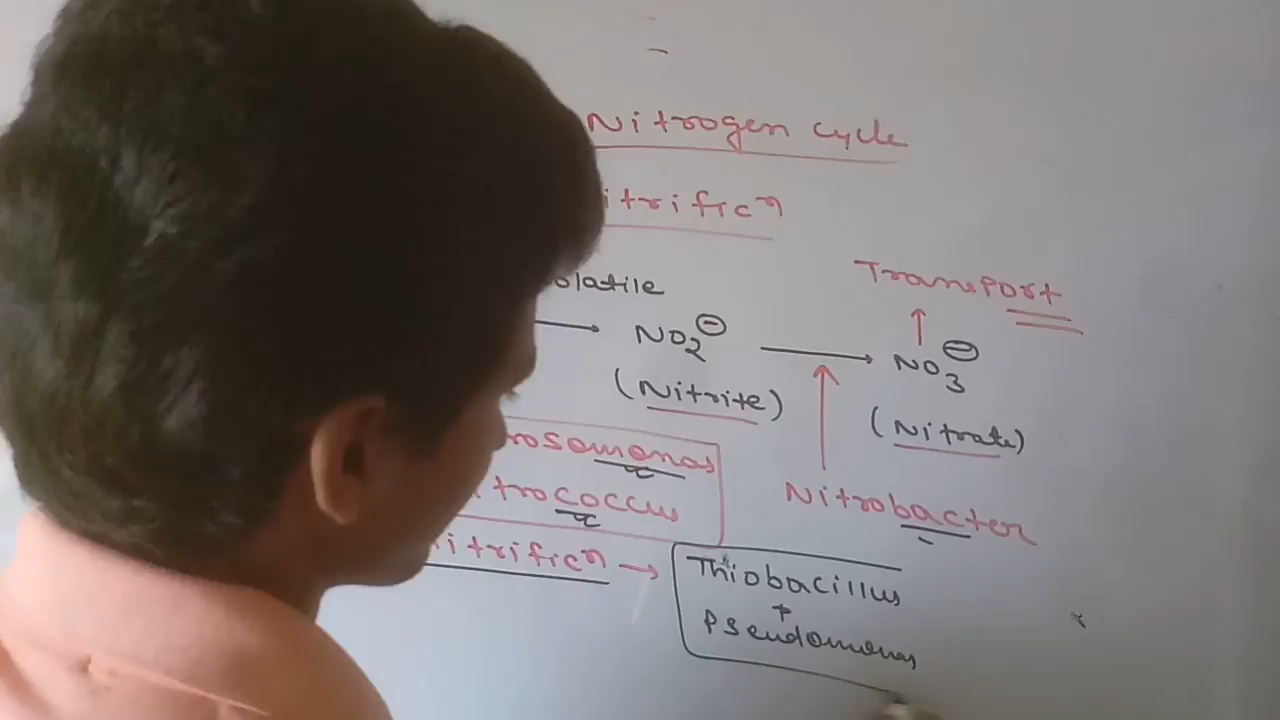 Nitrogen cycle
itrificn
olatile
Transport
NO2⊖ → NO3⊖
(Nitrite) (Nitrate)
rosomonas
trococcus
Nitrobacter
itrificn → Thiobacillus
+
Pseudomonas